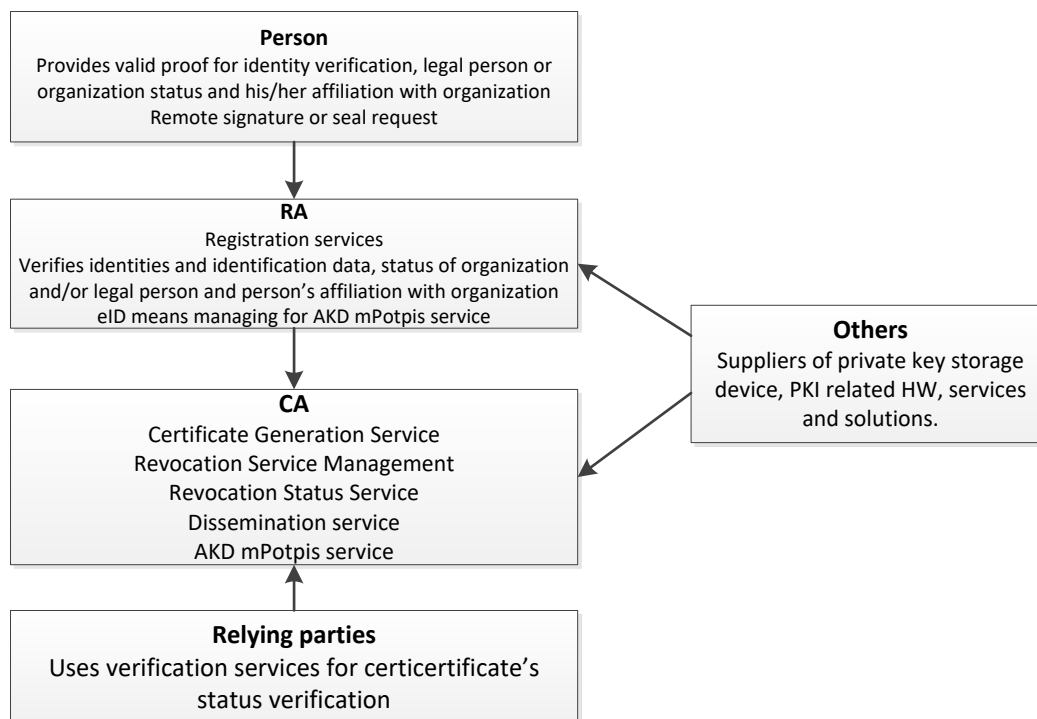 Person
Provides valid proof for identity verification, legal person or
organization status and his/her affiliation with organization
Remote signature or seal request
RA
Registration services
Verifies identities and identification data, status of organization
and/or legal person and person’s affiliation with organization
eID means managing for AKD mPotpis service
Others
Suppliers of private key storage
device, PKI related HW, services
and solutions.
CA
Certificate Generation Service
Revocation Service Management
Revocation Status Service
Dissemination service
AKD mPotpis service
Relying parties
Uses verification services for certicertificate’s
status verification